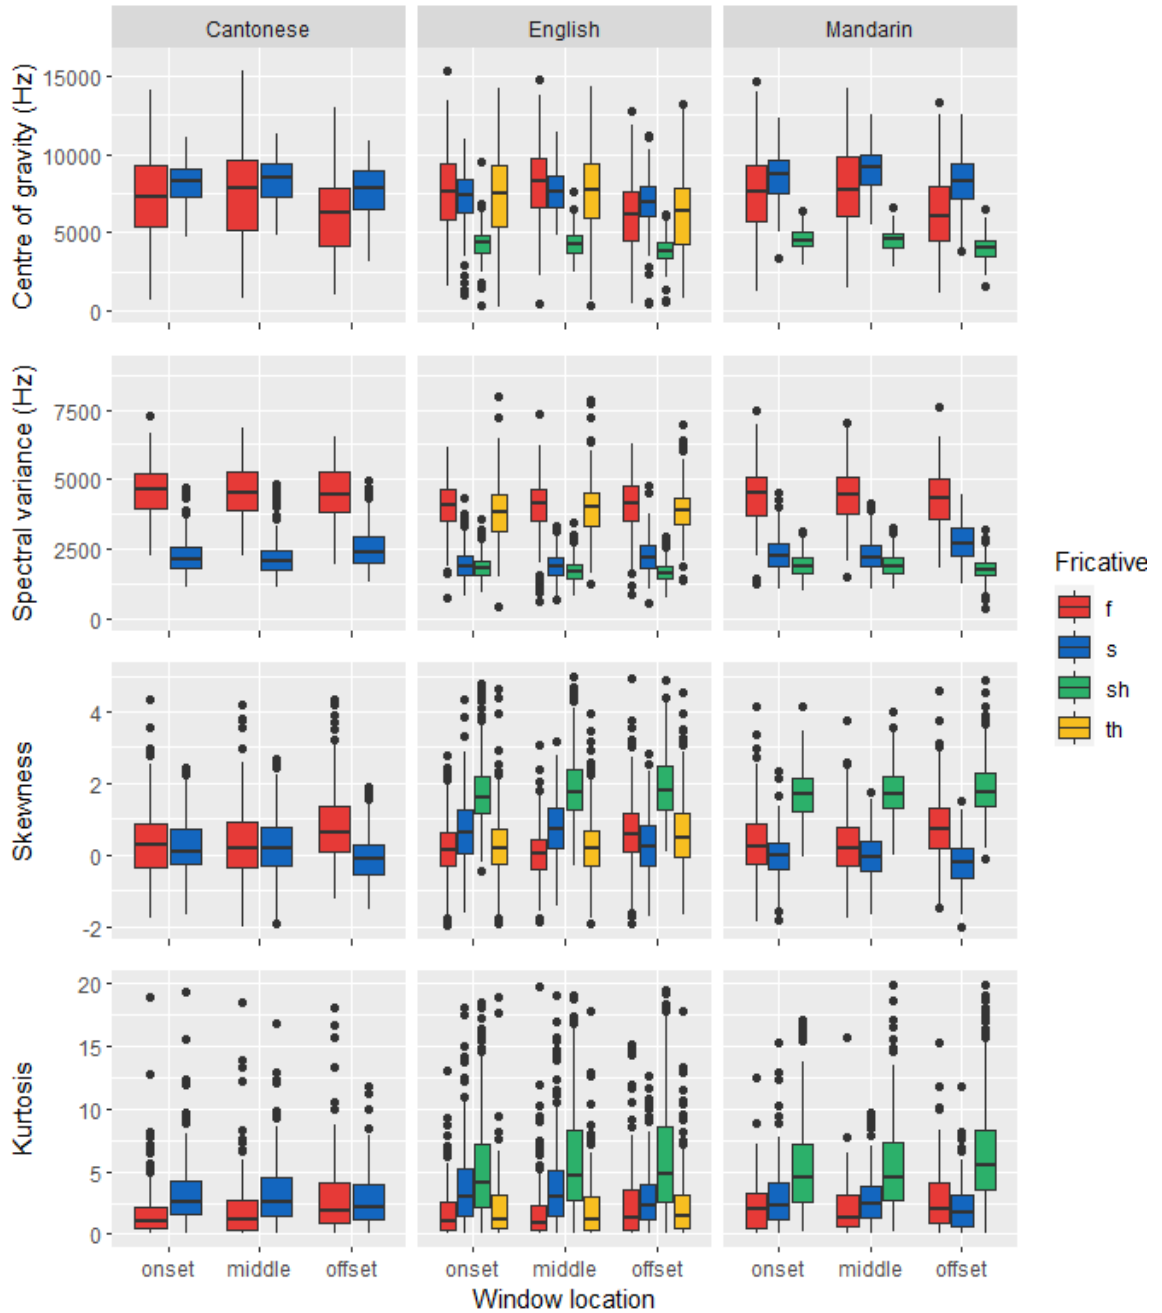 Cantonese English Mandarin
Centre of gravity (Hz)
15000
10000
5000
0
Spectral variance (Hz)
7500
5000
2500
0
Skewness
4
2
0
-2
Kurtosis
20
15
10
5
0
onset middle offset onset middle offset onset middle offset
Window location
Fricative
f
s
sh
th